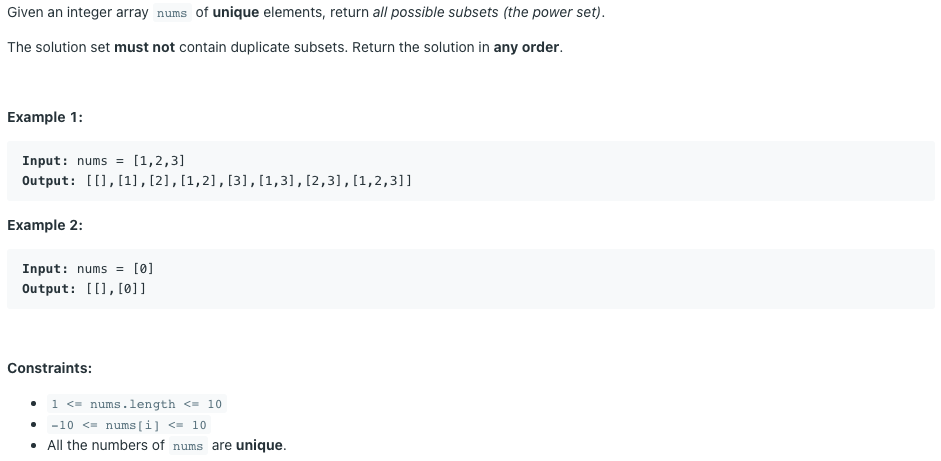 Given an integer array nums of unique elements, return all possible subsets (the power set).
The solution set must not contain duplicate subsets. Return the solution in any order.
Example 1:
Input: nums = [1,2,3]
Output: [[],[1],[2],[1,2],[3],[1,3],[2,3],[1,2,3]]
Example 2:
Input: nums = [0]
Output: [[],[0]]
Constraints:
• 1 <= nums.length <= 10
• -10 <= nums[i] <= 10
• All the numbers of nums are unique.